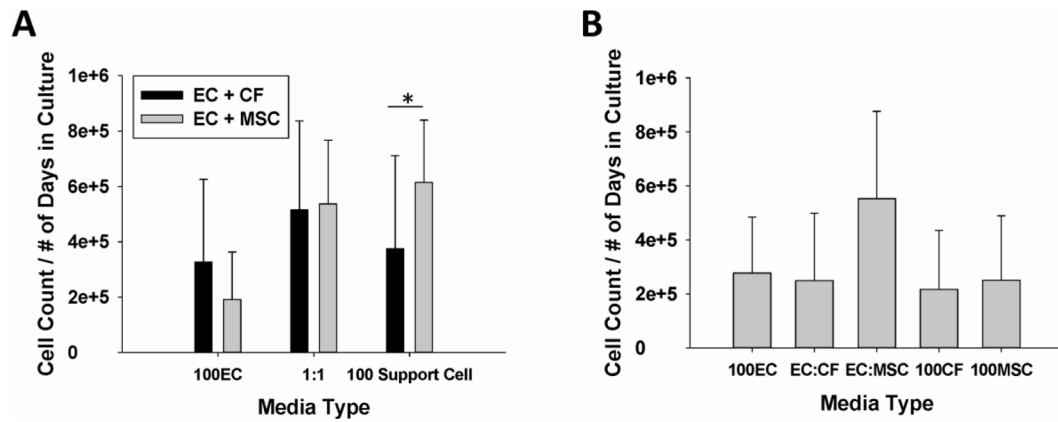 A
Cell Count / # of Days in Culture
1e+6
8e+5
6e+5
4e+5
2e+5
0
EC + CF
EC + MSC
*
100EC
1:1
100 Support Cell
Media Type
B
Cell Count / # of Days in Culture
1e+6
8e+5
6e+5
4e+5
2e+5
0
100EC
EC:CF
EC:MSC
100CF
100MSC
Media Type